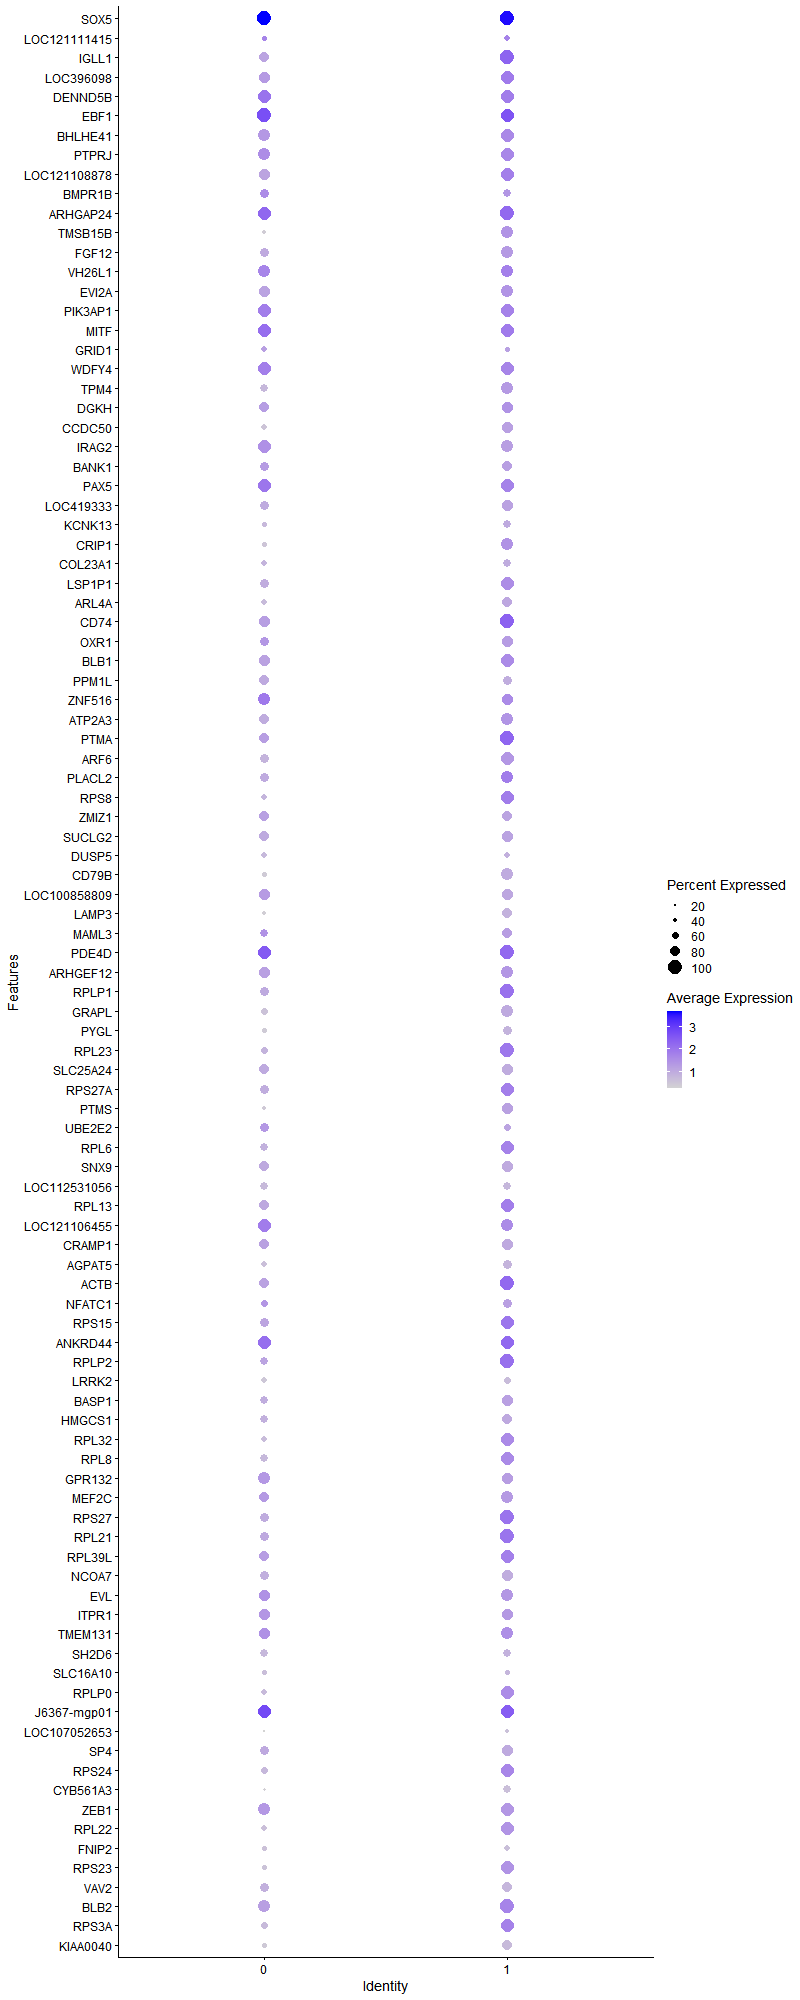 SOX5
LOC121111415
IGLL1
LOC396098
DENND5B
EBF1
BHLHE41
PTPRJ
LOC121108878
BMPR1B
ARHGAP24
TMSB15B
FGF12
VH26L1
EVI2A
PIK3AP1
MITF
GRID1
WDFY4
TPM4
DGKH
CCDC50
IRAG2
BANK1
PAX5
LOC419333
KCNK13
CRIP1
COL23A1
LSP1P1
ARL4A
CD74
OXR1
BLB1
PPM1L
ZNF516
ATP2A3
PTMA
ARF6
PLACL2
RPS8
ZMIZ1
SUCLG2
DUSP5
CD79B
LOC100858809
LAMP3
MAML3
PDE4D
ARHGEF12
RPLP1
GRAPL
PYGL
RPL23
SLC25A24
RPS27A
PTMS
UBE2E2
RPL6
SNX9
LOC112531056
RPL13
LOC121106455
CRAMP1
AGPAT5
ACTB
NFATC1
RPS15
ANKRD44
RPLP2
LRRK2
BASP1
HMGCS1
RPL32
RPL8
GPR132
MEF2C
RPS27
RPL21
RPL39L
NCOA7
EVL
ITPR1
TMEM131
SH2D6
SLC16A10
RPLP0
J6367-mgp01
LOC107052653
SP4
RPS24
CYB561A3
ZEB1
RPL22
FNIP2
RPS23
VAV2
BLB2
RPS3A
KIAA0040
Features
0 1
Identity
Percent Expressed
20
40
60
80
100
Average Expression
3
2
1